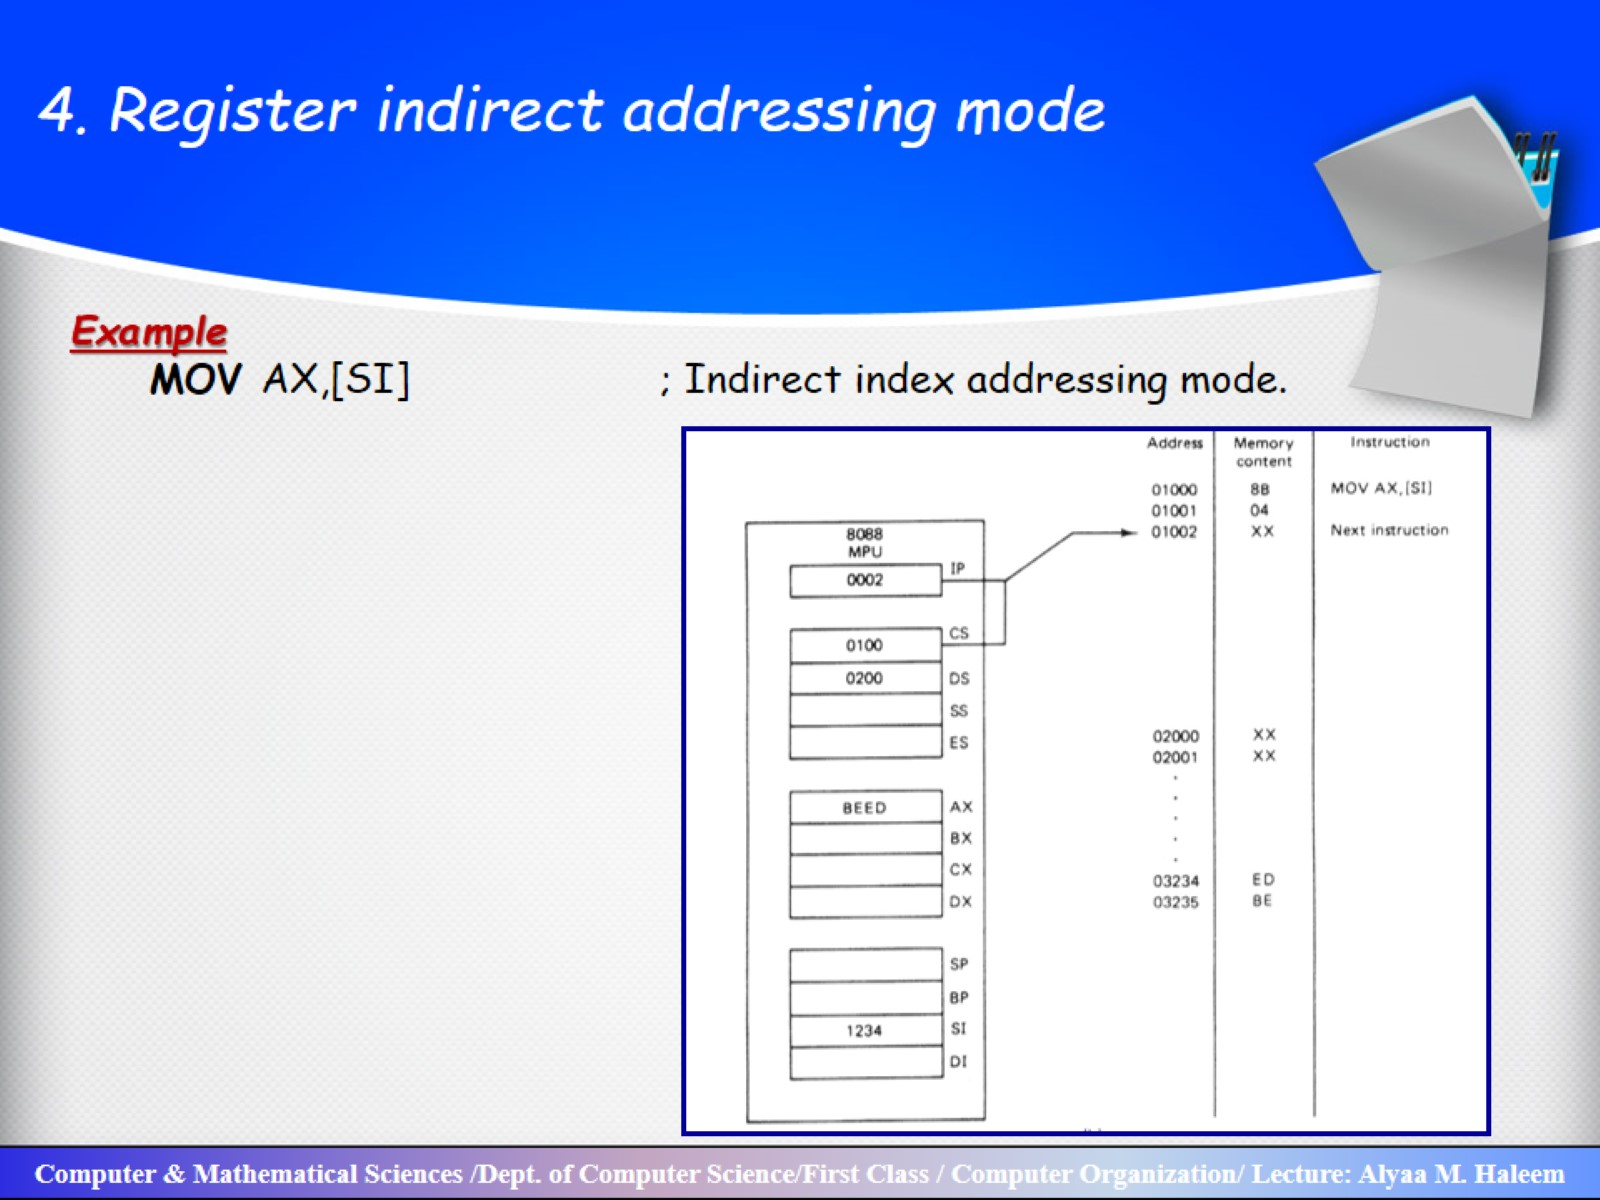 4. Register indirect addressing mode
Example
MOV AX,[SI] ; Indirect index addressing mode.
Address Memory content Instruction
01000 8B MOV AX,[SI]
01001 04
01002 XX Next instruction
8088
MPU
0002 IP
0100 CS
0200 DS
SS
ES
02000 XX
02001 XX
BEED AX
BX
CX
DX
03234 ED
03235 BE
SP
BP
1234 SI
DI
Computer & Mathematical Sciences /Dept. of Computer Science/First Class / Computer Organization/ Lecture: Alyaa M. Haleem